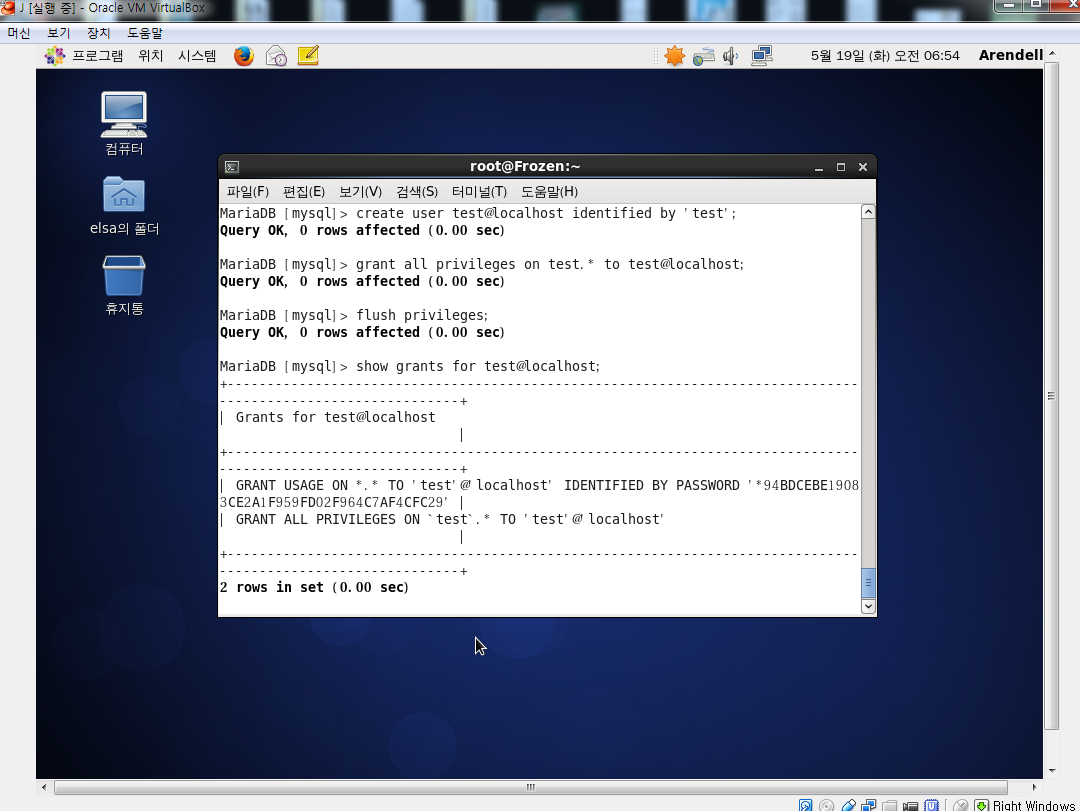 J [실행 중] - Oracle VM VirtualBox
머신 보기 장치 도움말
프로그램 위치 시스템 5월 19일 (화) 오전 06:54 Arendell
컴퓨터
elsa의 폴더
휴지통
root@Frozen:~
파일(F) 편집(E) 보기(V) 검색(S) 터미널(T) 도움말(H)
MariaDB [mysql]> create user test@localhost identified by 'test';
Query OK, 0 rows affected (0.00 sec)
MariaDB [mysql]> grant all privileges on test.* to test@localhost;
Query OK, 0 rows affected (0.00 sec)
MariaDB [mysql]> flush privileges;
Query OK, 0 rows affected (0.00 sec)
MariaDB [mysql]> show grants for test@localhost;
+-------------------------------------------------------------------------------
------------------------------+
| Grants for test@localhost
                              |
+-------------------------------------------------------------------------------
------------------------------+
| GRANT USAGE ON *.* TO 'test'@'localhost' IDENTIFIED BY PASSWORD '*94BDCEBE1908
3CE2A1F959FD02F964C7AF4CFC29' |
| GRANT ALL PRIVILEGES ON `test`.* TO 'test'@'localhost'
                              |
+-------------------------------------------------------------------------------
------------------------------+
2 rows in set (0.00 sec)
Right Windows